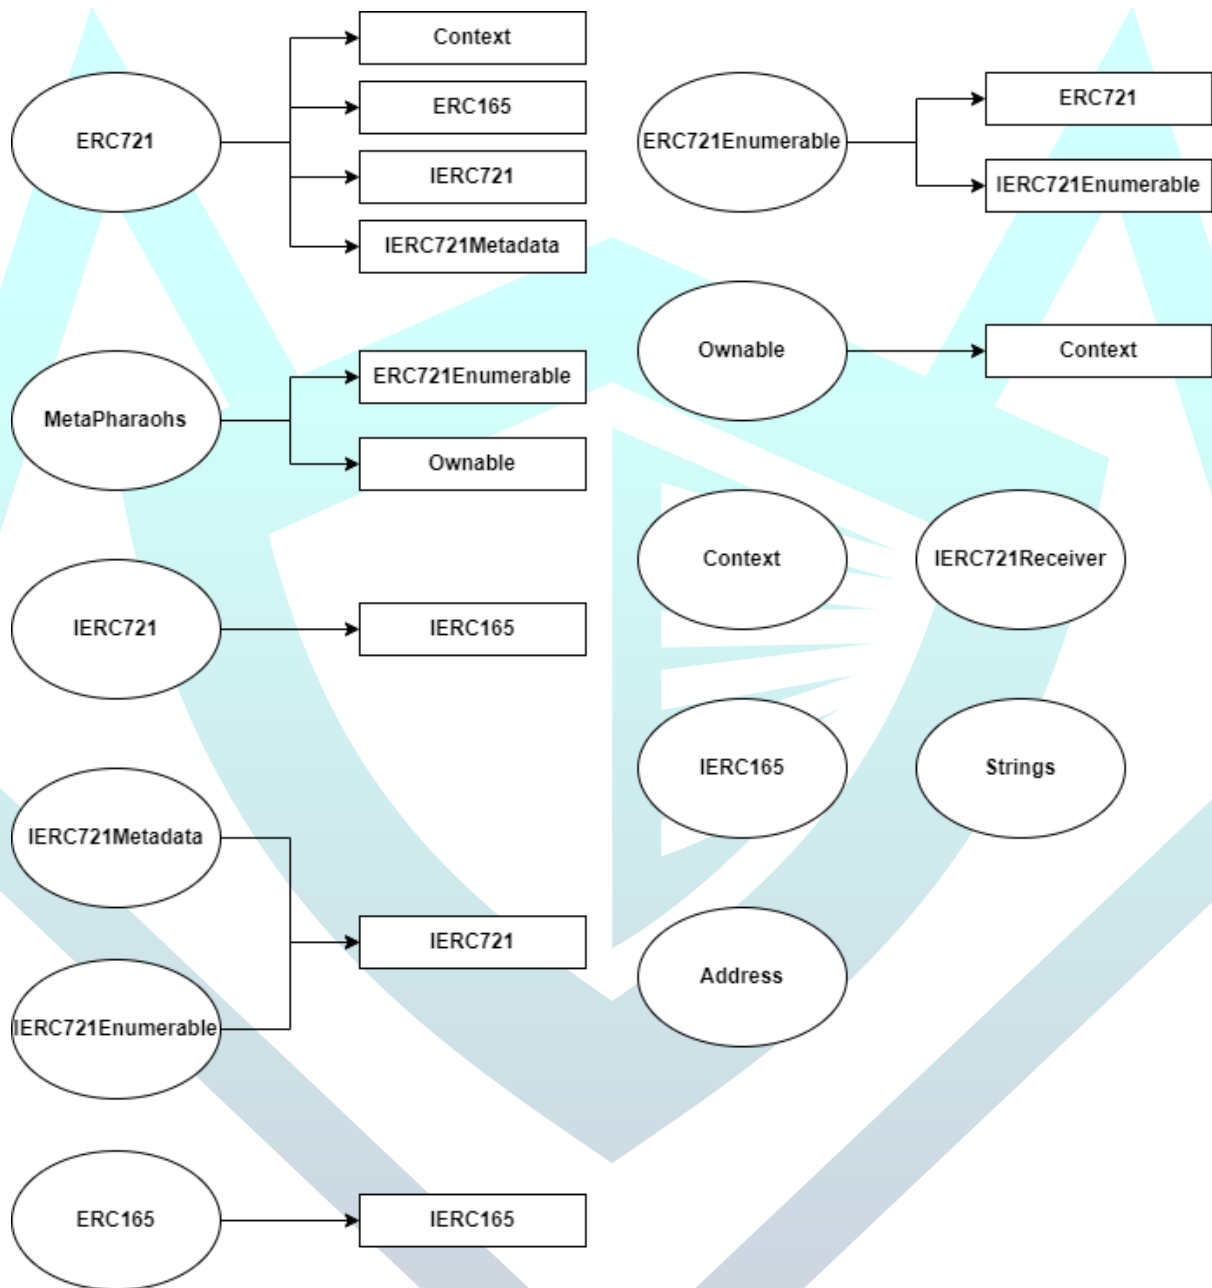 ERC721
Context
ERC165
IERC721
IERC721Metadata
ERC721Enumerable
ERC721
IERC721Enumerable
MetaPharaohs
ERC721Enumerable
Ownable
Ownable
Context
IERC721
IERC165
Context
IERC721Receiver
IERC165
Strings
IERC721Metadata
IERC721Enumerable
IERC721
Address
ERC165
IERC165